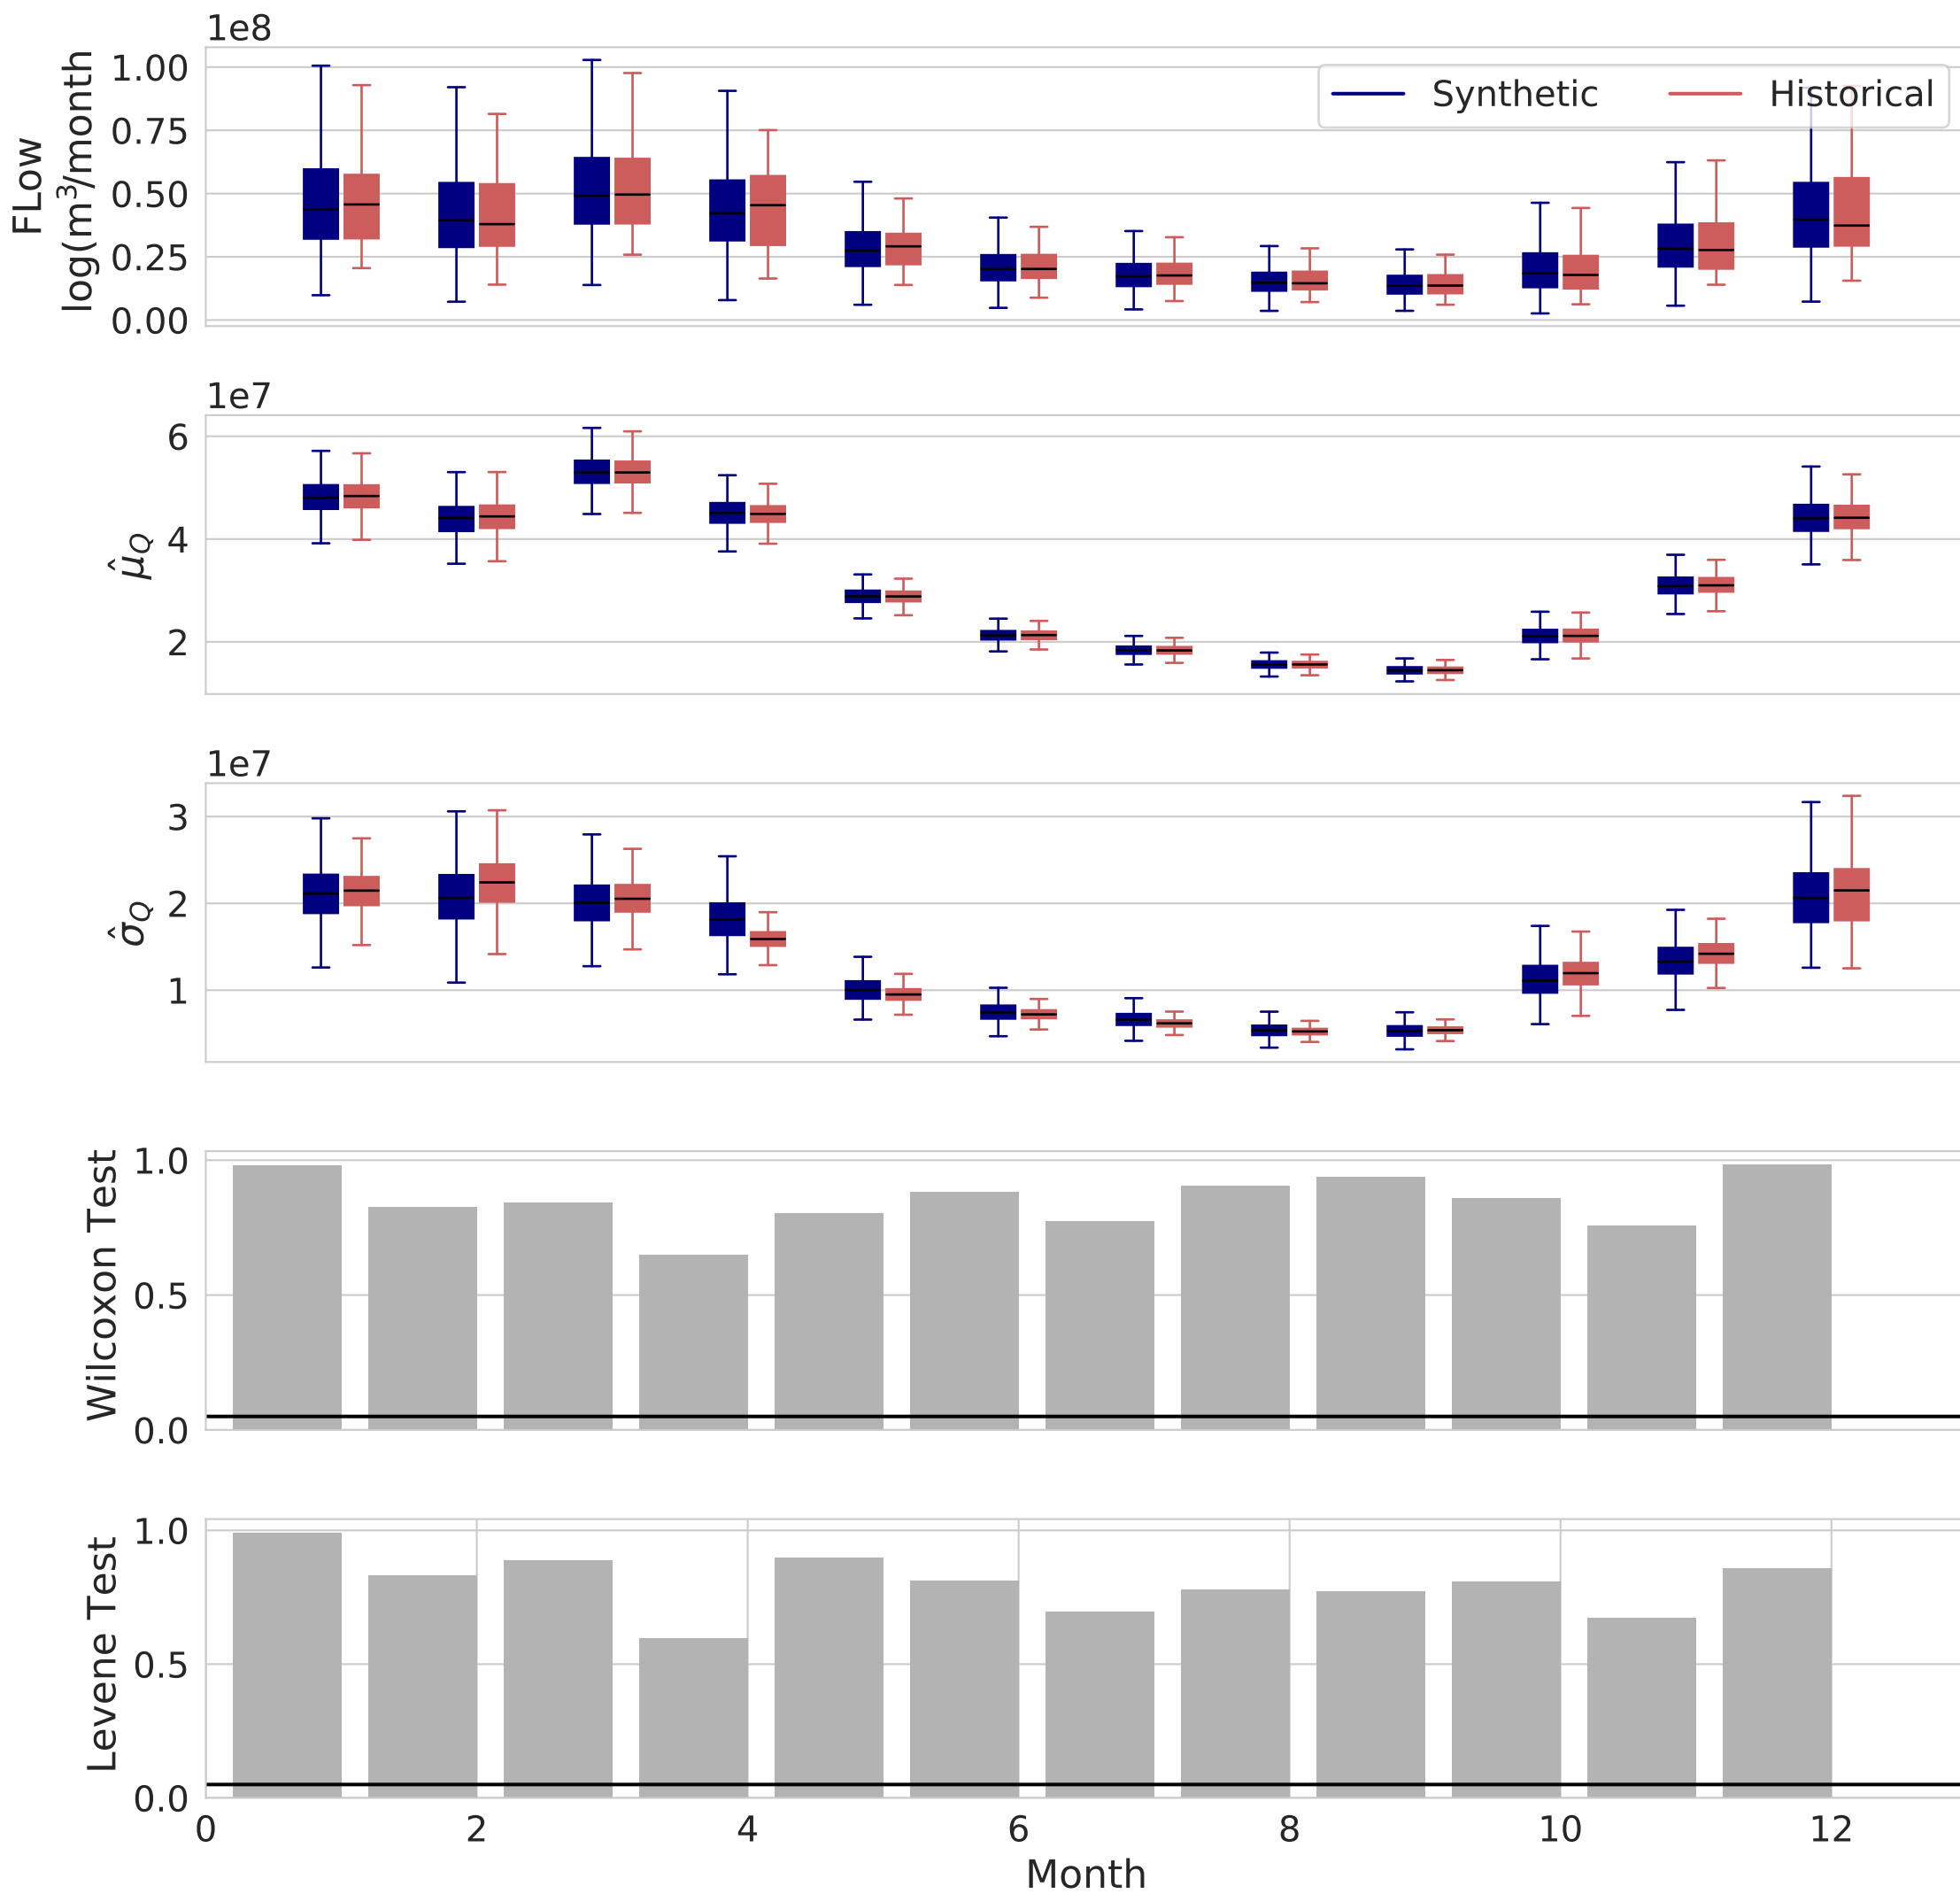 1e8
FLow
log(m³/month
1.00
0.75
0.50
0.25
0.00
Synthetic
Historical
1e7
μ̂Q
6
4
2
1e7
σ̂Q
3
2
1
Wilcoxon Test
1.0
0.5
0.0
Levene Test
1.0
0.5
0.0
0 2 4 6 8 10 12
Month